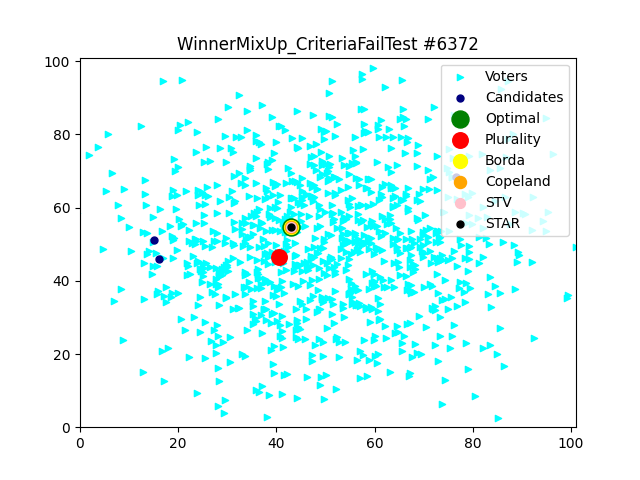 WinnerMixUp_CriteriaFailTest #6372
100
80
60
40
20
0
0
20
40
60
80
100
Voters
Candidates
Optimal
Plurality
Borda
Copeland
STV
STAR